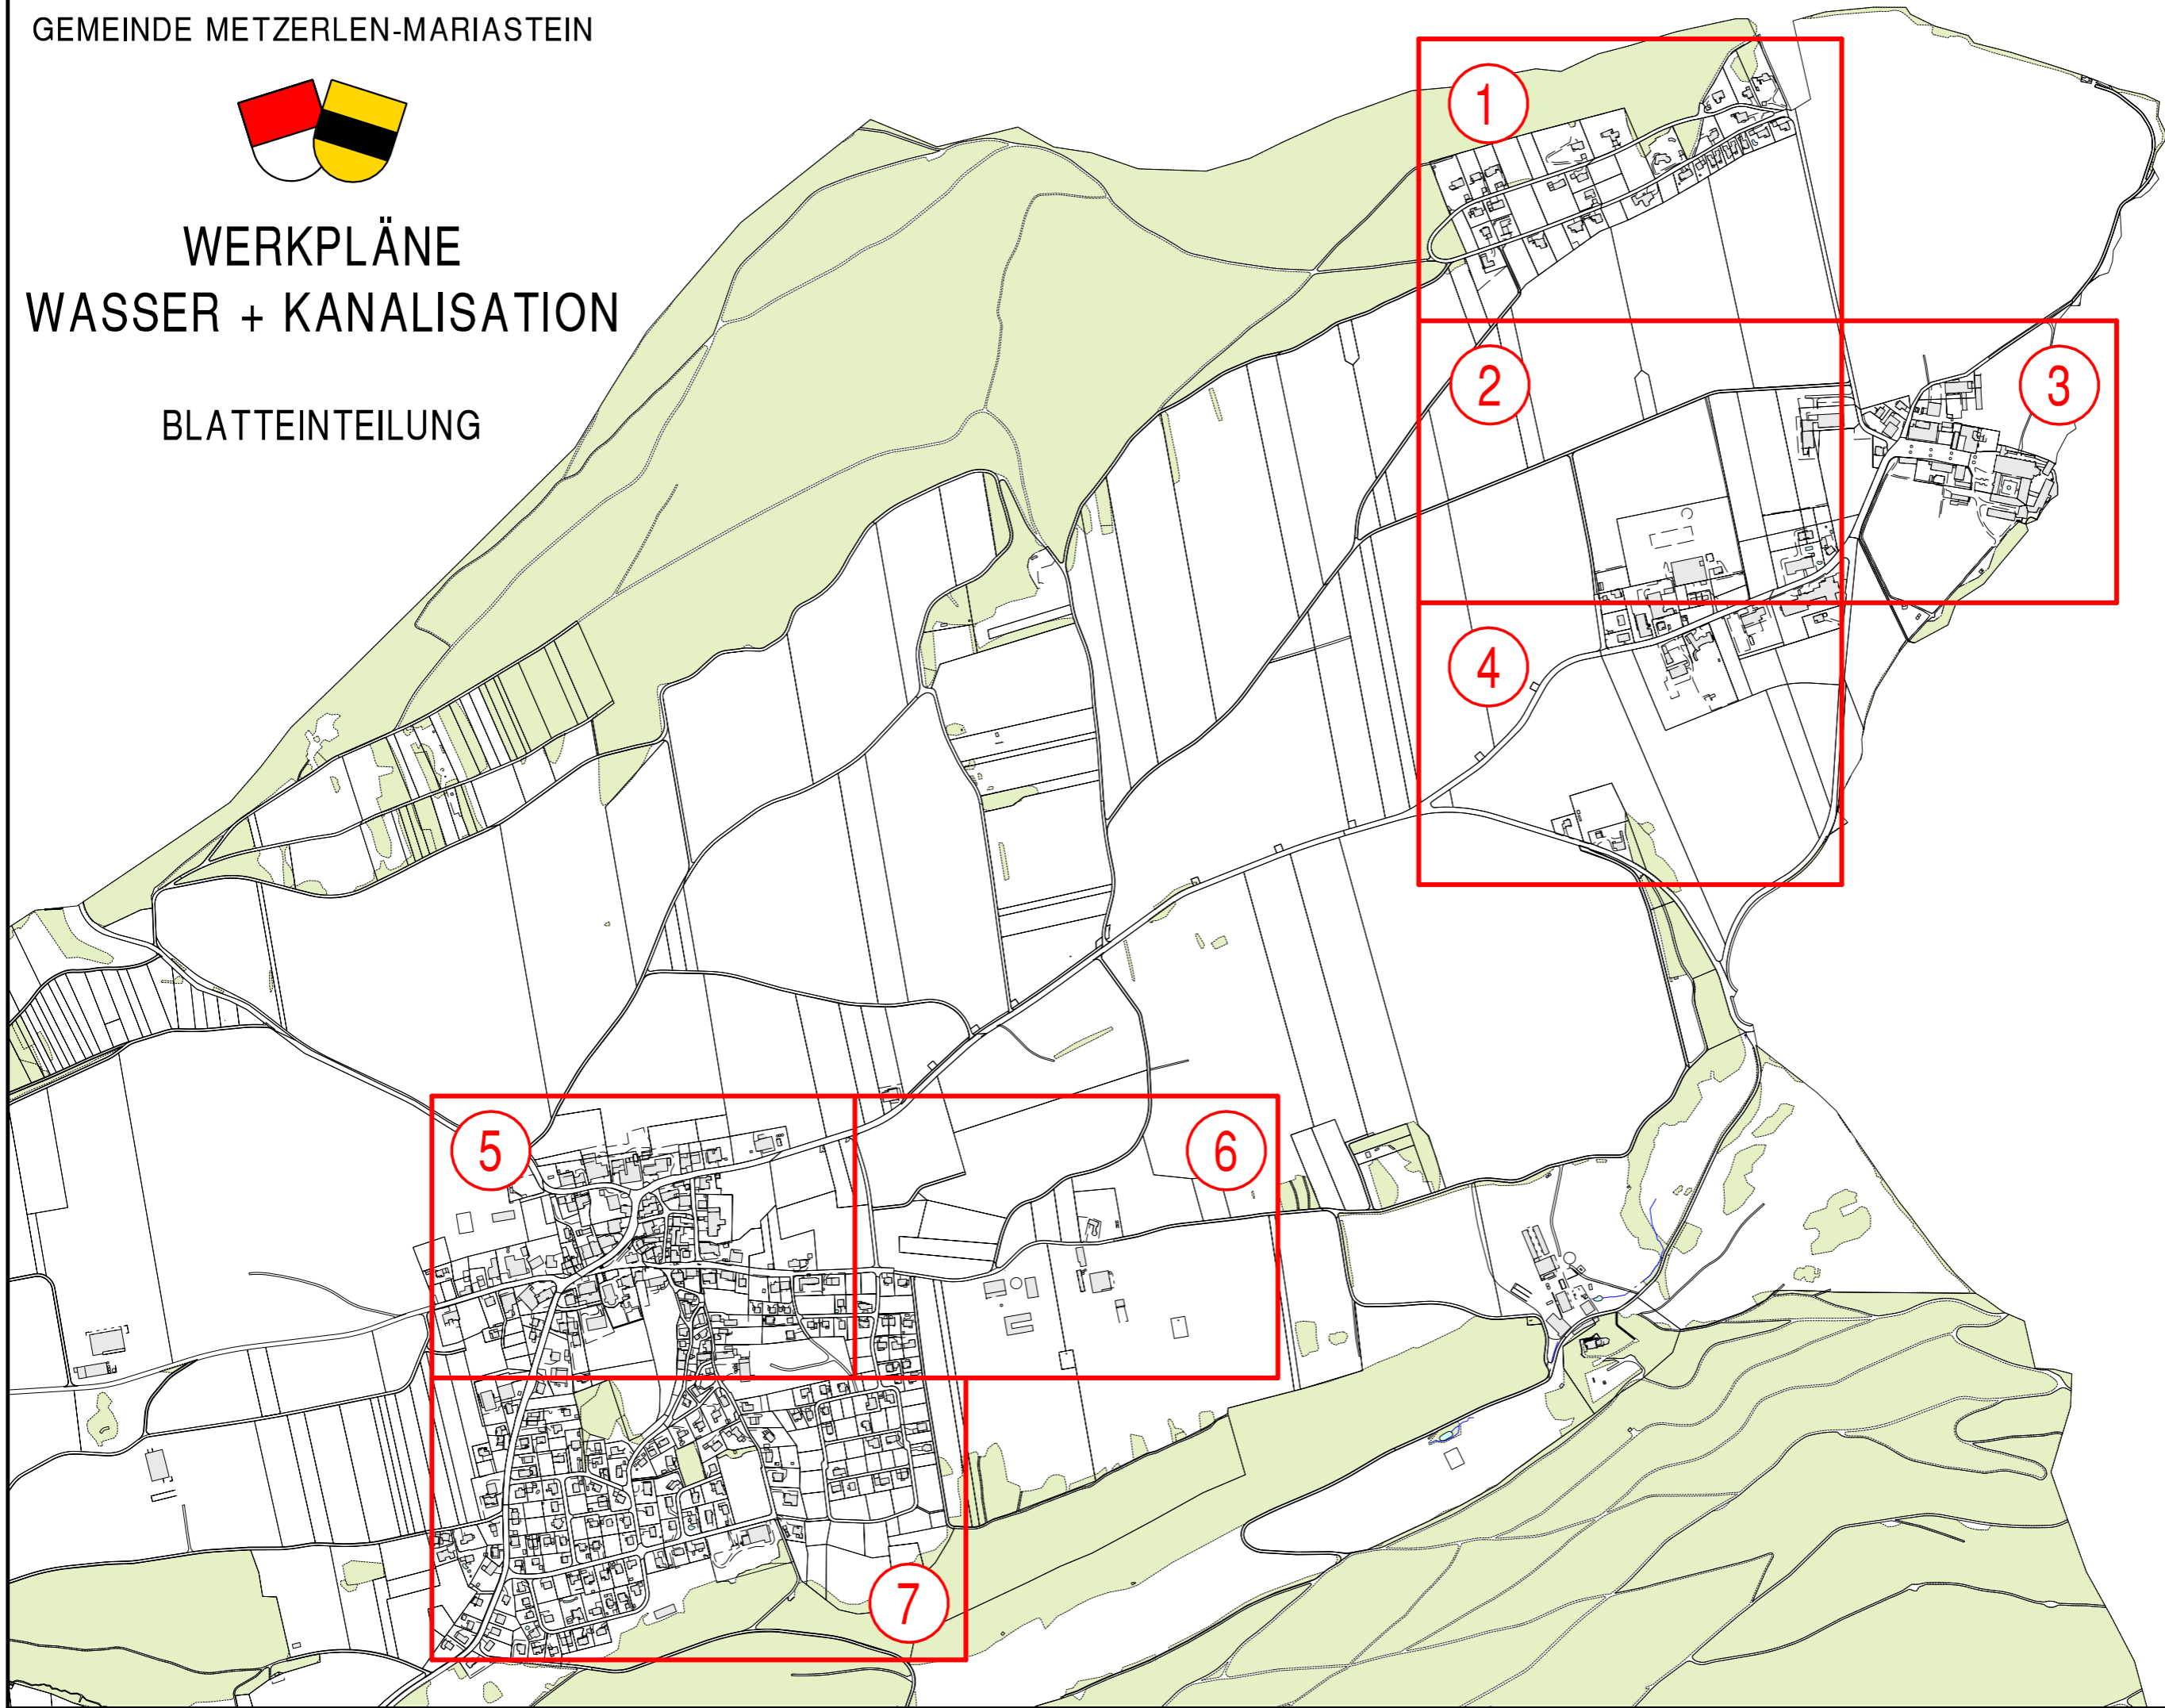 GEMEINDE METZERLEN-MARIASTEIN
WERKPLÄNE
WASSER + KANALISATION
BLATTEINTEILUNG
1
2
3
4
5
6
7